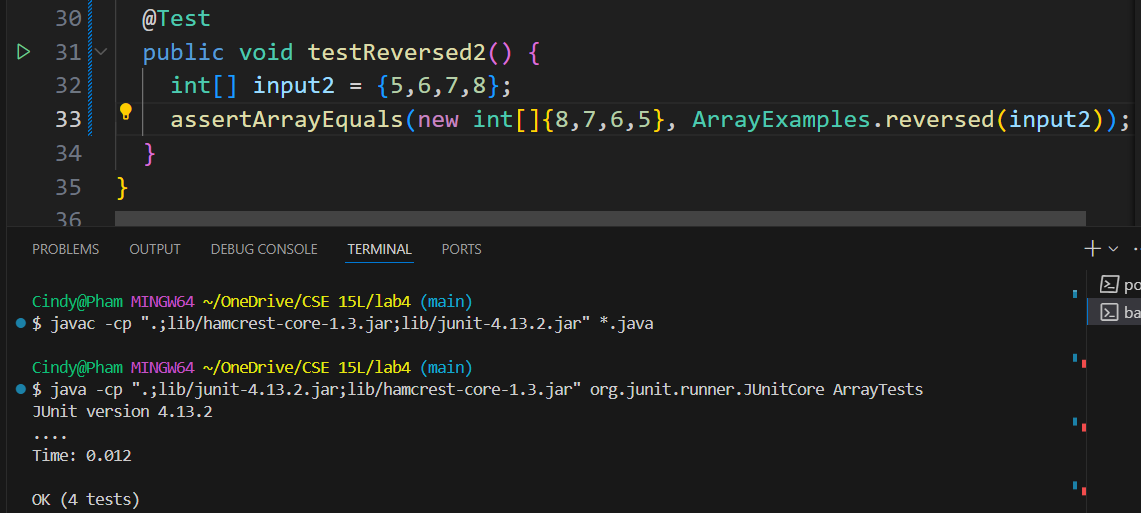 30 @Test
31 public void testReversed2() {
32 int[] input2 = {5,6,7,8};
33 assertArrayEquals(new int[]{8,7,6,5}, ArrayExamples.reversed(input2));
34 }
35 }
36
PROBLEMS OUTPUT DEBUG CONSOLE TERMINAL PORTS
Cindy@Pham MINGW64 ~/OneDrive/CSE 15L/lab4 (main)
$ javac -cp ".;lib/hamcrest-core-1.3.jar;lib/junit-4.13.2.jar" *.java
Cindy@Pham MINGW64 ~/OneDrive/CSE 15L/lab4 (main)
$ java -cp ".;lib/junit-4.13.2.jar;lib/hamcrest-core-1.3.jar" org.junit.runner.JUnitCore ArrayTests
JUnit version 4.13.2
....
Time: 0.012
OK (4 tests)
po
ba